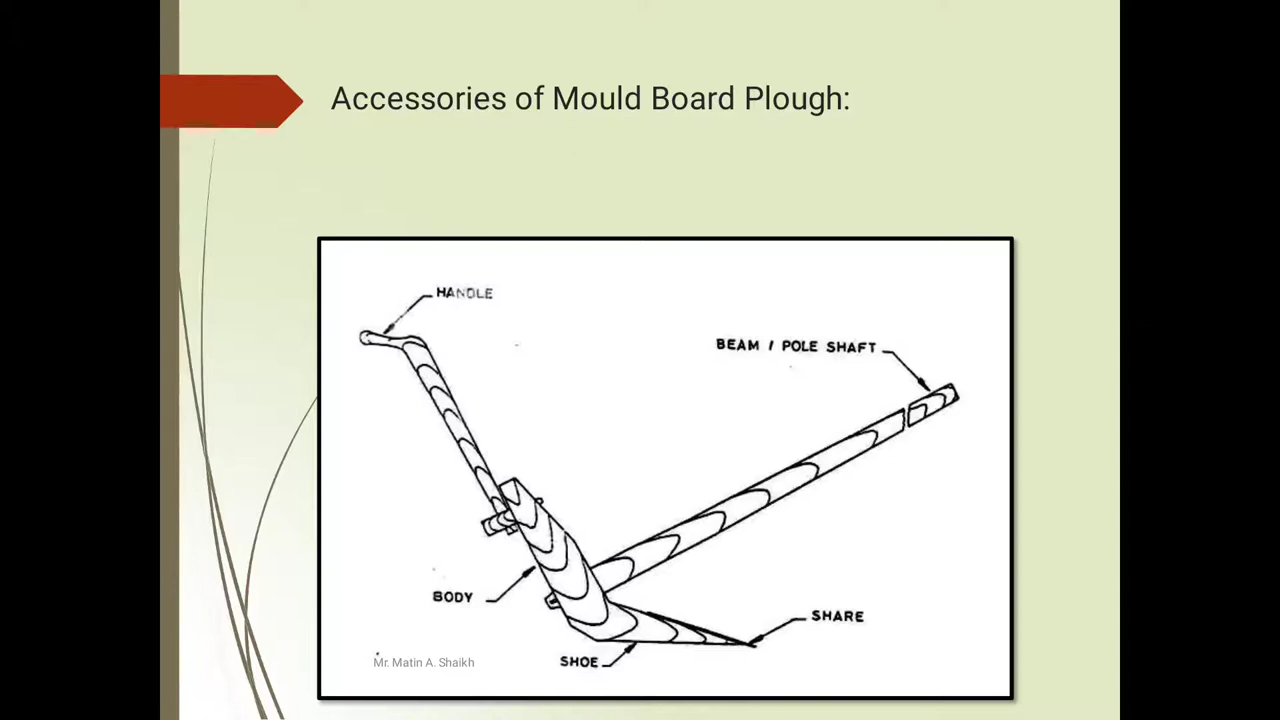 Accessories of Mould Board Plough:
HANDLE
BEAM / POLE SHAFT
BODY
SHARE
SHOE
Mr. Matin A. Shaikh